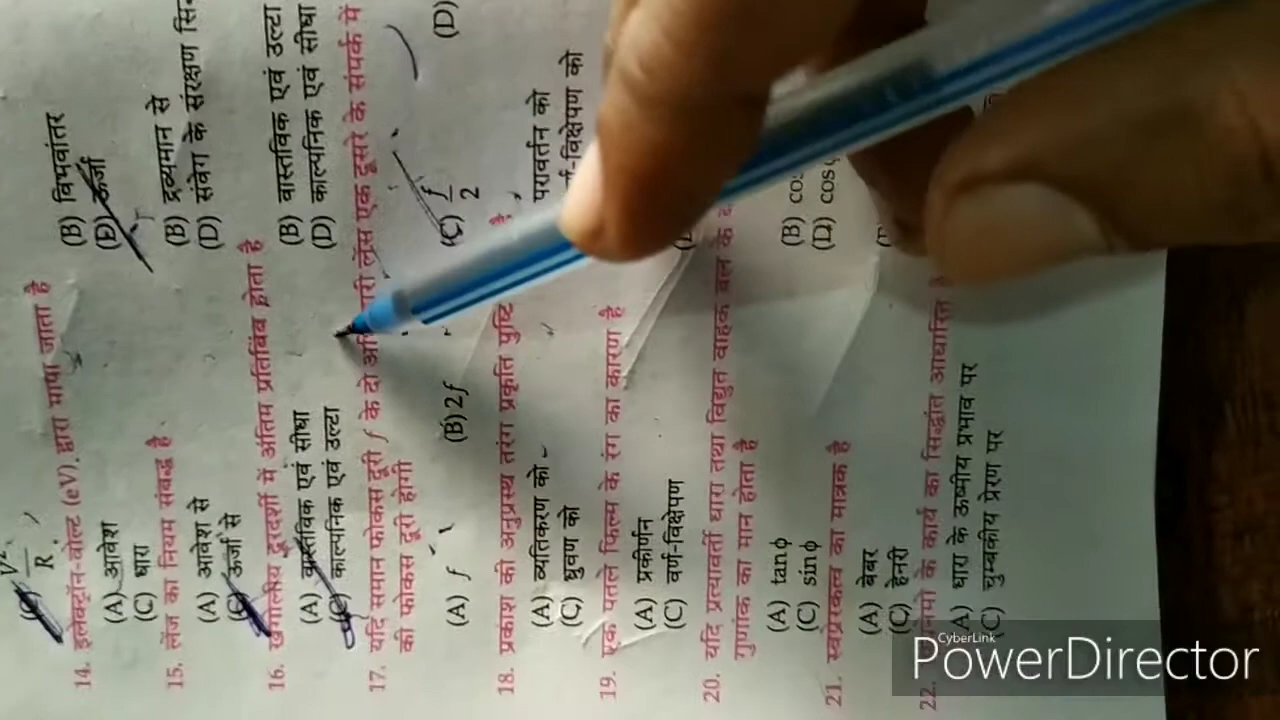 V²
R
14. इलेक्ट्रॉन-वोल्ट (eV) द्वारा मापा जाता है
(A) आवेश (B) विभवांतर
(C) धारा (D) ऊर्जा
15. लेंज का नियम संबद्ध है
(A) आवेश से (B) द्रव्यमान से
(C) ऊर्जा से (D) संवेग के संरक्षण
16. खगोलीय दूरदर्शी में अंतिम प्रतिबिंब होता है
(A) वास्तविक एवं सीधा (B) वास्तविक एवं उल्टा
(C) काल्पनिक एवं उल्टा (D) काल्पनिक एवं सीधा
17. यदि समान फोकस दूरी f के दो लेंस एक दूसरे के संपर्क में
की फोकस दूरी होगी
(A) f (B) 2f (C) f/2 (D)
18. प्रकाश की अनुप्रस्थ तरंग प्रकृति पुष्टि है
(A) व्यतिकरण को परावर्तन को
(C) ध्रुवण को को
19. एक पतले फिल्म के रंग का कारण है
(A) प्रकीर्णन
(C) वर्ण-विक्षेपण
20. यदि प्रत्यावर्ती धारा तथा विद्युत वाहक बल के
गुणांक का मान होता है
(A) tanϕ (B)
(C) sinϕ (D)
21. स्वप्रेरकत्व का मात्रक है
(A) वेबर
(C) हेनरी
22. के कार्य का सिद्धांत आधारित
(A) धारा के ऊष्मीय प्रभाव पर
(C) चुम्बकीय प्रेरण पर
CyberLink
PowerDirector